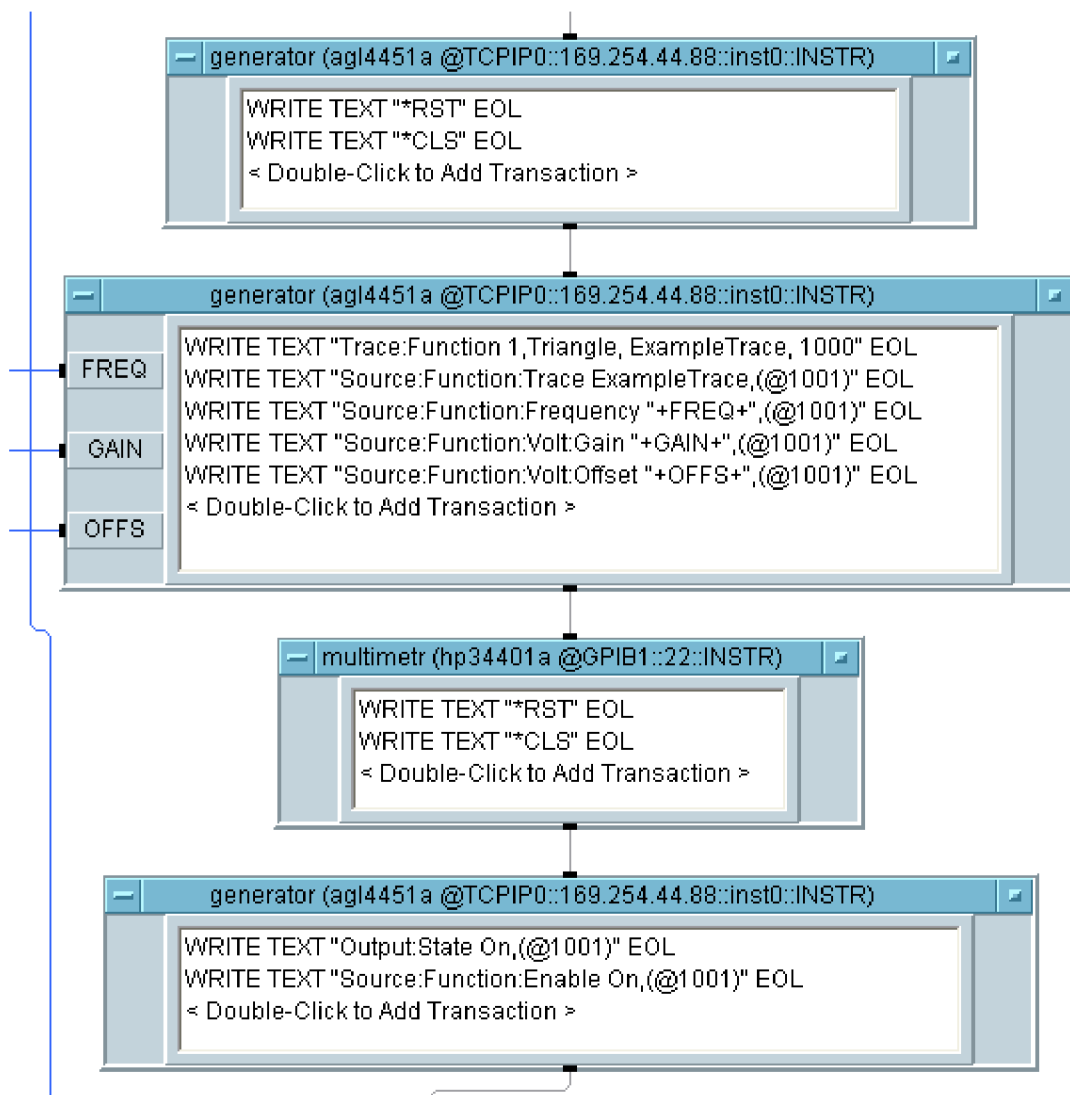 generator (agl4451a @TCPIP0::169.254.44.88::inst0::INSTR)
WRITE TEXT "*RST" EOL
WRITE TEXT "*CLS" EOL
< Double-Click to Add Transaction >
generator (agl4451a @TCPIP0::169.254.44.88::inst0::INSTR)
FREQ
GAIN
OFFS
WRITE TEXT "Trace:Function 1,Triangle, ExampleTrace, 1000" EOL
WRITE TEXT "Source:Function:Trace ExampleTrace,(@1001)" EOL
WRITE TEXT "Source:Function:Frequency "+FREQ+",(@1001)" EOL
WRITE TEXT "Source:Function:Volt:Gain "+GAIN+",(@1001)" EOL
WRITE TEXT "Source:Function:Volt:Offset "+OFFS+",(@1001)" EOL
< Double-Click to Add Transaction >
multimetr (hp34401a @GPIB1::22::INSTR)
WRITE TEXT "*RST" EOL
WRITE TEXT "*CLS" EOL
< Double-Click to Add Transaction >
generator (agl4451a @TCPIP0::169.254.44.88::inst0::INSTR)
WRITE TEXT "Output:State On,(@1001)" EOL
WRITE TEXT "Source:Function:Enable On,(@1001)" EOL
< Double-Click to Add Transaction >